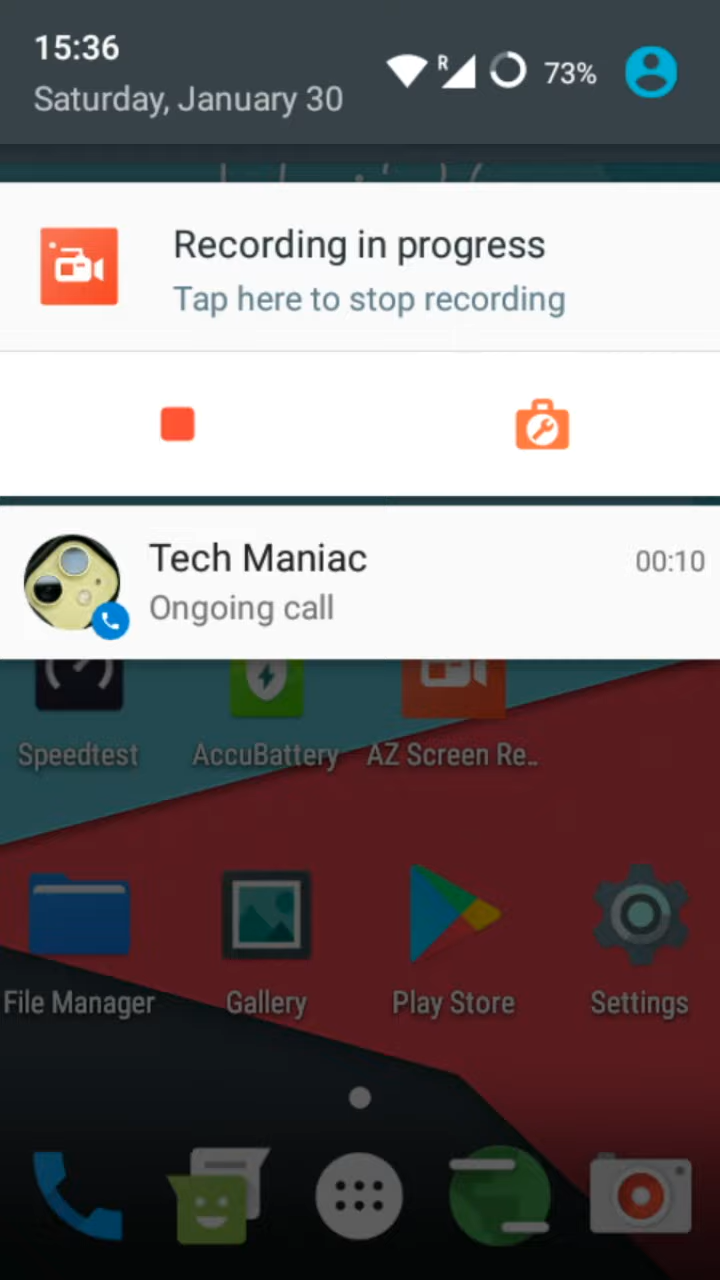 15:36
Saturday, January 30
R
73%
Recording in progress
Tap here to stop recording
Tech Maniac
00:10
Ongoing call
Speedtest
AccuBattery
AZ Screen Re..
File Manager
Gallery
Play Store
Settings